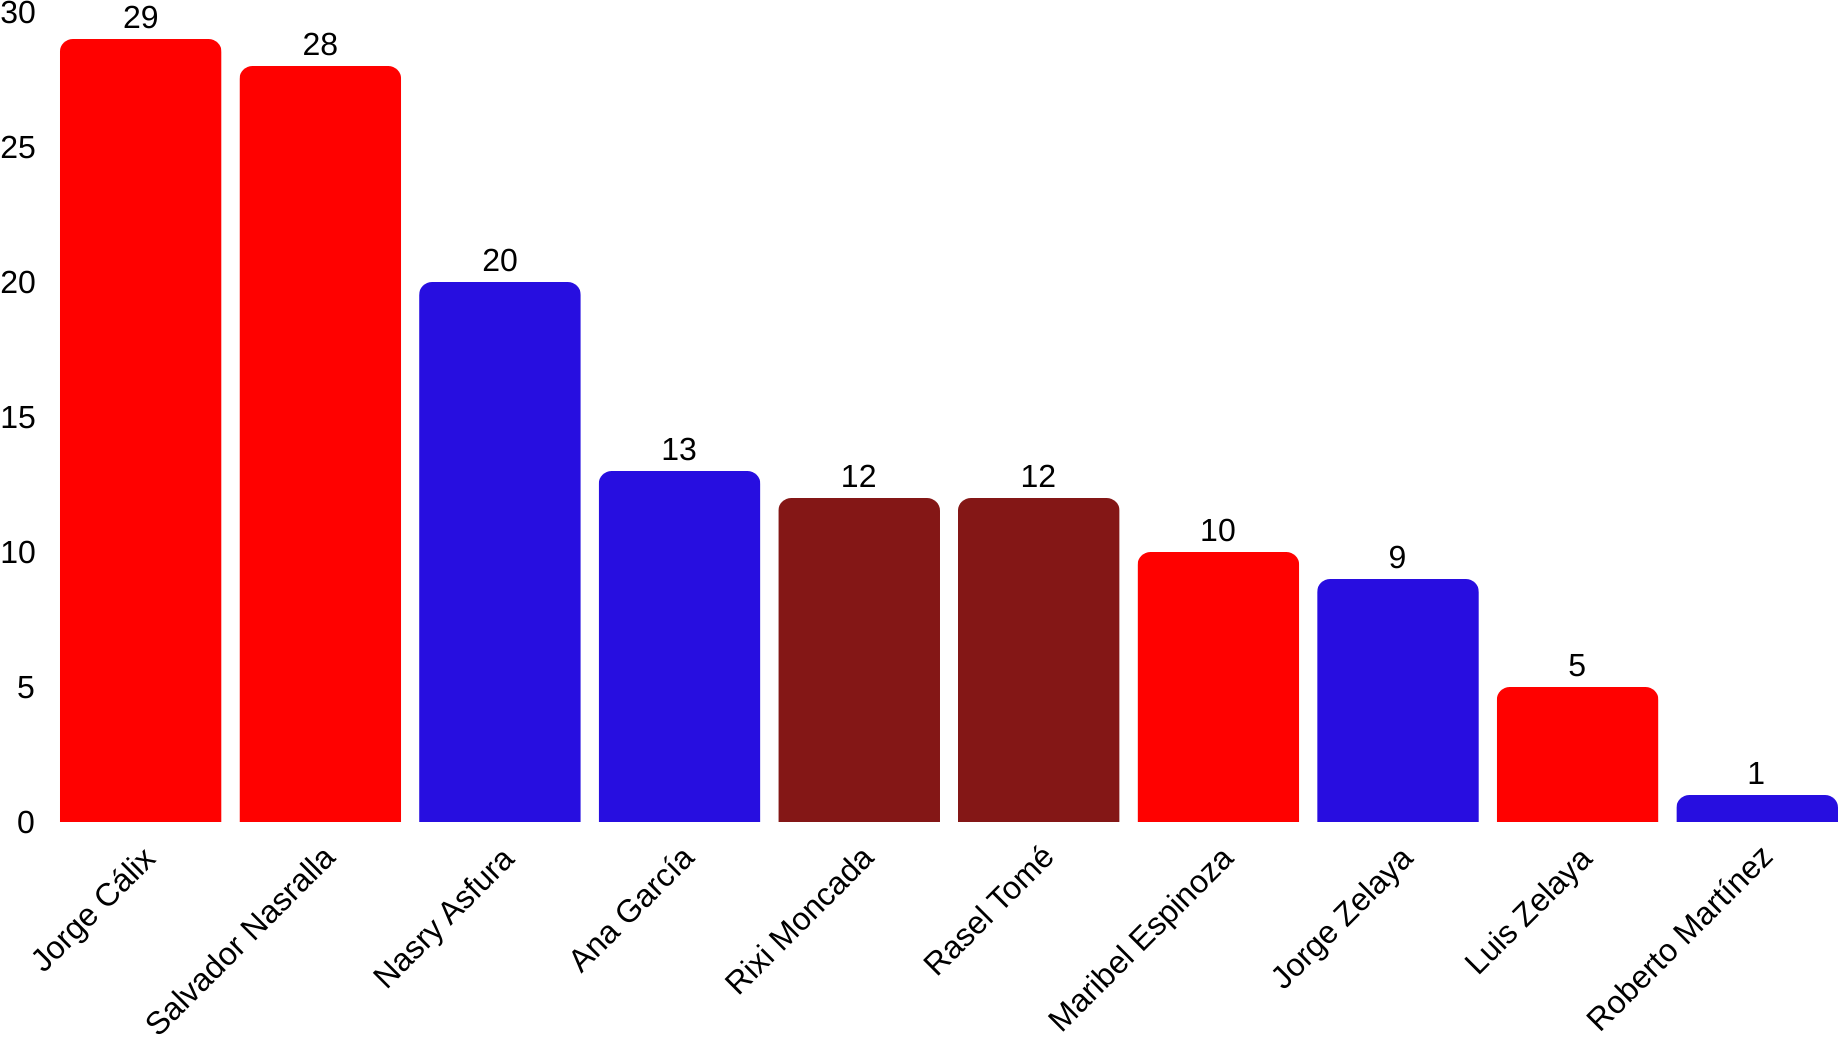 30
25
20
15
10
5
0
29
28
20
13
12
12
10
9
5
1
Jorge Cálix
Salvador Nasralla
Nasry Asfura
Ana García
Rixi Moncada
Rasel Tomé
Maribel Espinoza
Jorge Zelaya
Luis Zelaya
Roberto Martínez